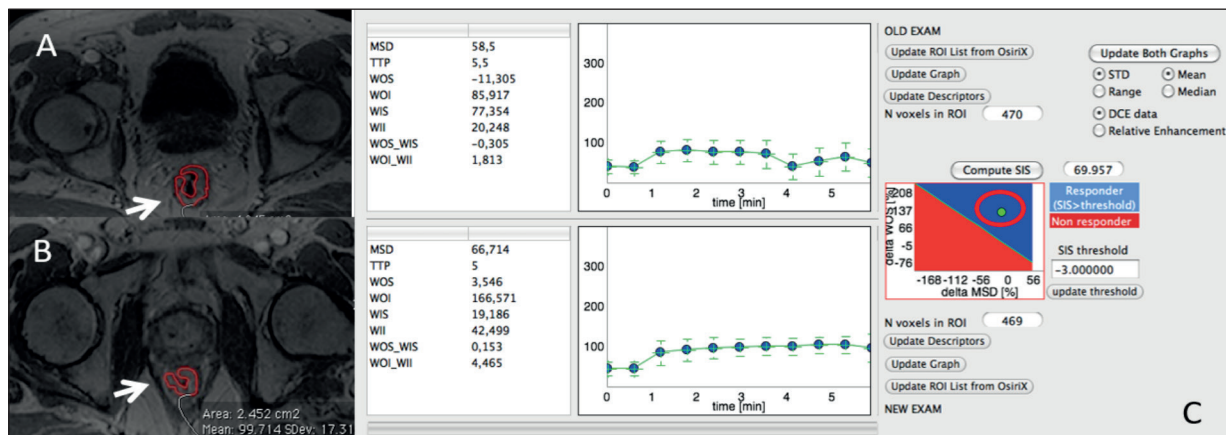 A
B
Area: 2.452 cm2
Mean: 99.714 SDev: 17.31
MSD 58,5
TTP 5,5
WOS −11,305
WOI 85,917
WIS 77,354
WII 20,248
WOS_WIS −0,305
WOI_WII 1,813
300
200
100
0 1 2 3 4 5
time [min]
MSD 66,714
TTP 5
WOS 3,546
WOI 166,571
WIS 19,186
WII 42,499
WOS_WIS 0,153
WOI_WII 4,465
300
200
100
0 1 2 3 4 5
time [min]
OLD EXAM
Update ROI List from OsiriX
Update Graph
Update Descriptors
N voxels in ROI 470
Update Both Graphs
STD Mean
Range Median
DCE data
Relative Enhancement
Compute SIS 69.957
delta WOS [%]
208
137
66
-5
-76
-168 -112 -56 0 56
delta MSD [%]
Responder
(SIS>threshold)
Non responder
SIS threshold
−3.000000
update threshold
N voxels in ROI 469
Update Descriptors
Update Graph
Update ROI List from OsiriX
NEW EXAM
C